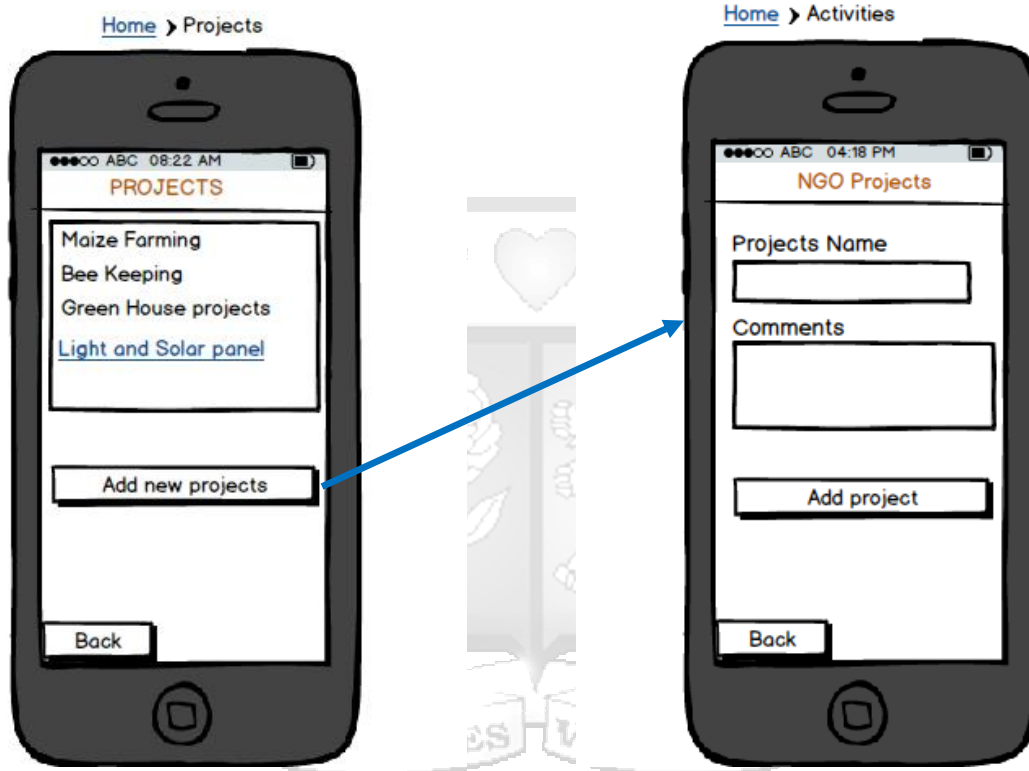 Home > Projects
ABC 08:22 AM
PROJECTS
Maize Farming
Bee Keeping
Green House projects
Light and Solar panel
Add new projects
Back
Home > Activities
ABC 04:18 PM
NGO Projects
Projects Name
Comments
Add project
Back